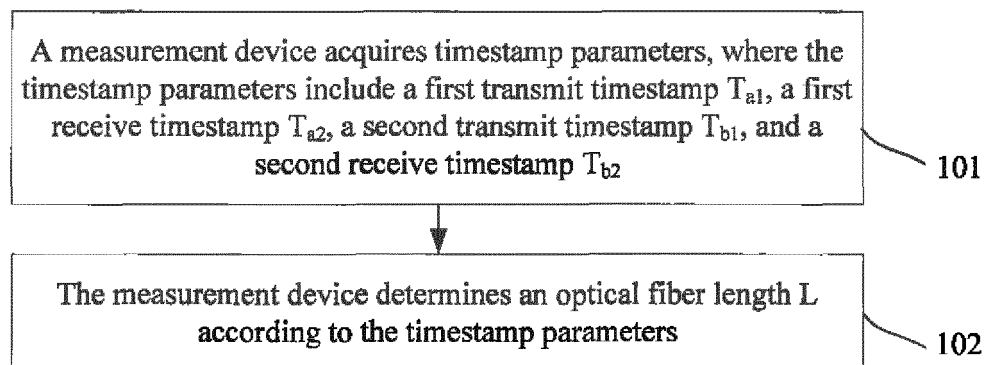 A measurement device acquires timestamp parameters, where the
timestamp parameters include a first transmit timestamp Ta1, a first
receive timestamp Ta2, a second transmit timestamp Tb1, and a
second receive timestamp Tb2
101
The measurement device determines an optical fiber length L
according to the timestamp parameters
102